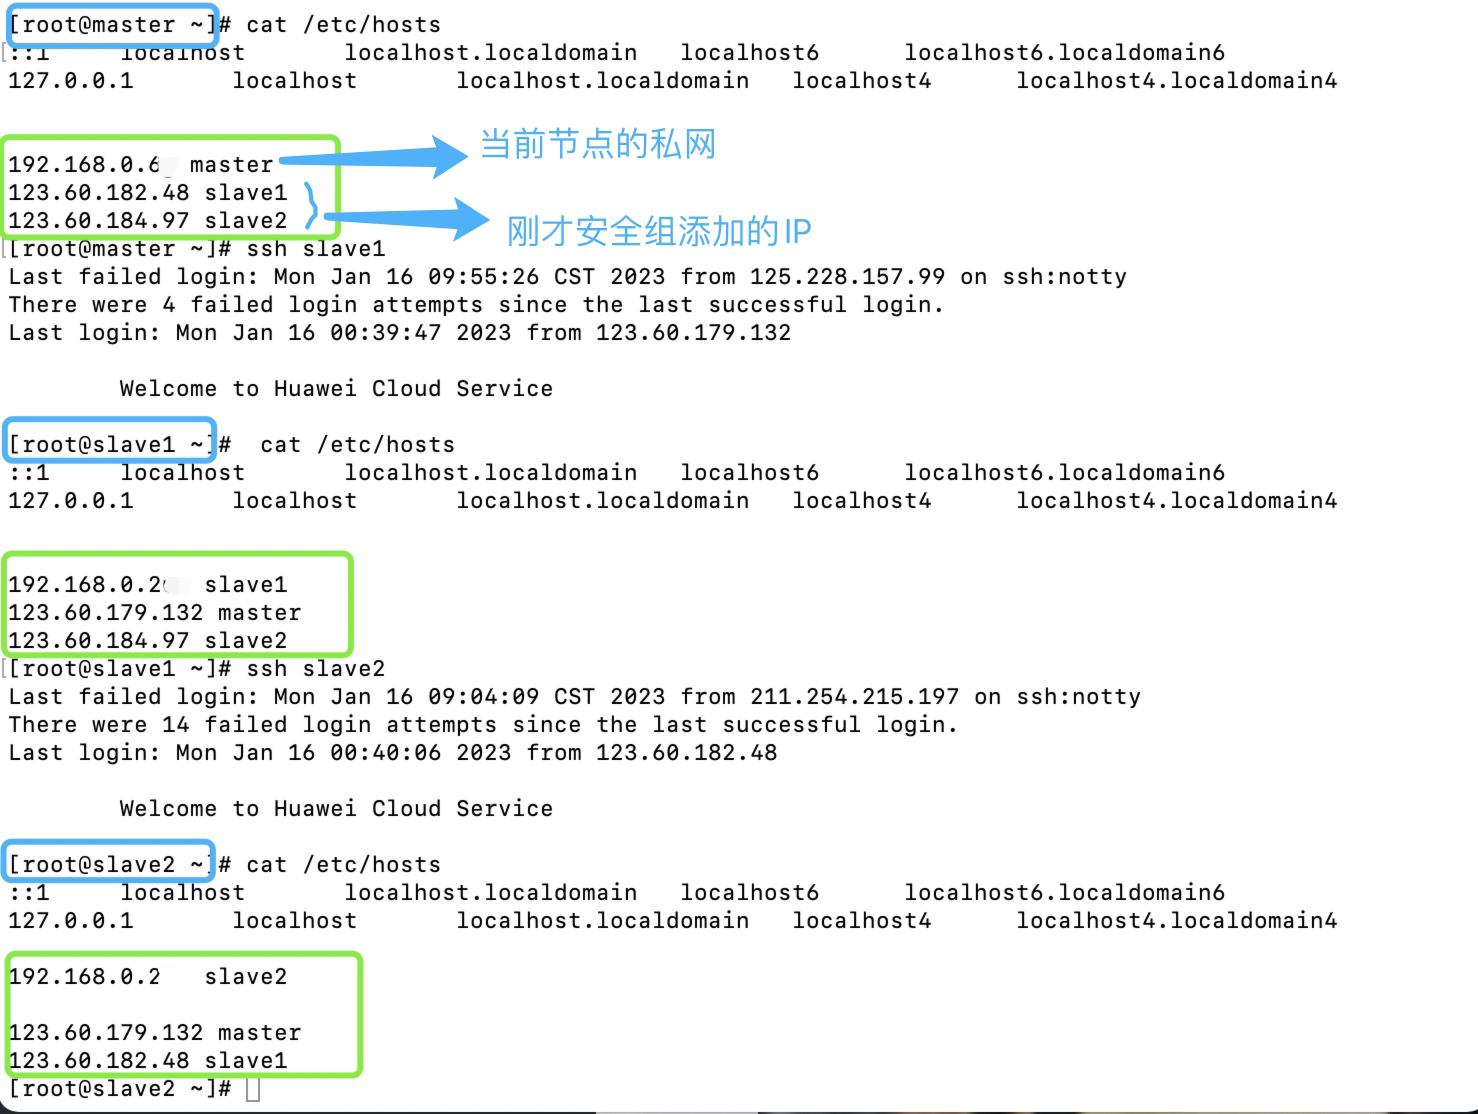 [root@master ~]# cat /etc/hosts
::1 localhost localhost.localdomain localhost6 localhost6.localdomain6
127.0.0.1 localhost localhost.localdomain localhost4 localhost4.localdomain4
当前节点的私网
192.168.0.6 master
123.60.182.48 slave1
123.60.184.97 slave2
刚才安全组添加的IP
[root@master ~]# ssh slave1
Last failed login: Mon Jan 16 09:55:26 CST 2023 from 125.228.157.99 on ssh:notty
There were 4 failed login attempts since the last successful login.
Last login: Mon Jan 16 00:39:47 2023 from 123.60.179.132
Welcome to Huawei Cloud Service
[root@slave1 ~]#  cat /etc/hosts
::1 localhost localhost.localdomain localhost6 localhost6.localdomain6
127.0.0.1 localhost localhost.localdomain localhost4 localhost4.localdomain4
192.168.0.2 slave1
123.60.179.132 master
123.60.184.97 slave2
[root@slave1 ~]# ssh slave2
Last failed login: Mon Jan 16 09:04:09 CST 2023 from 211.254.215.197 on ssh:notty
There were 14 failed login attempts since the last successful login.
Last login: Mon Jan 16 00:40:06 2023 from 123.60.182.48
Welcome to Huawei Cloud Service
[root@slave2 ~]# cat /etc/hosts
::1 localhost localhost.localdomain localhost6 localhost6.localdomain6
127.0.0.1 localhost localhost.localdomain localhost4 localhost4.localdomain4
192.168.0.2 slave2
123.60.179.132 master
123.60.182.48 slave1
[root@slave2 ~]#